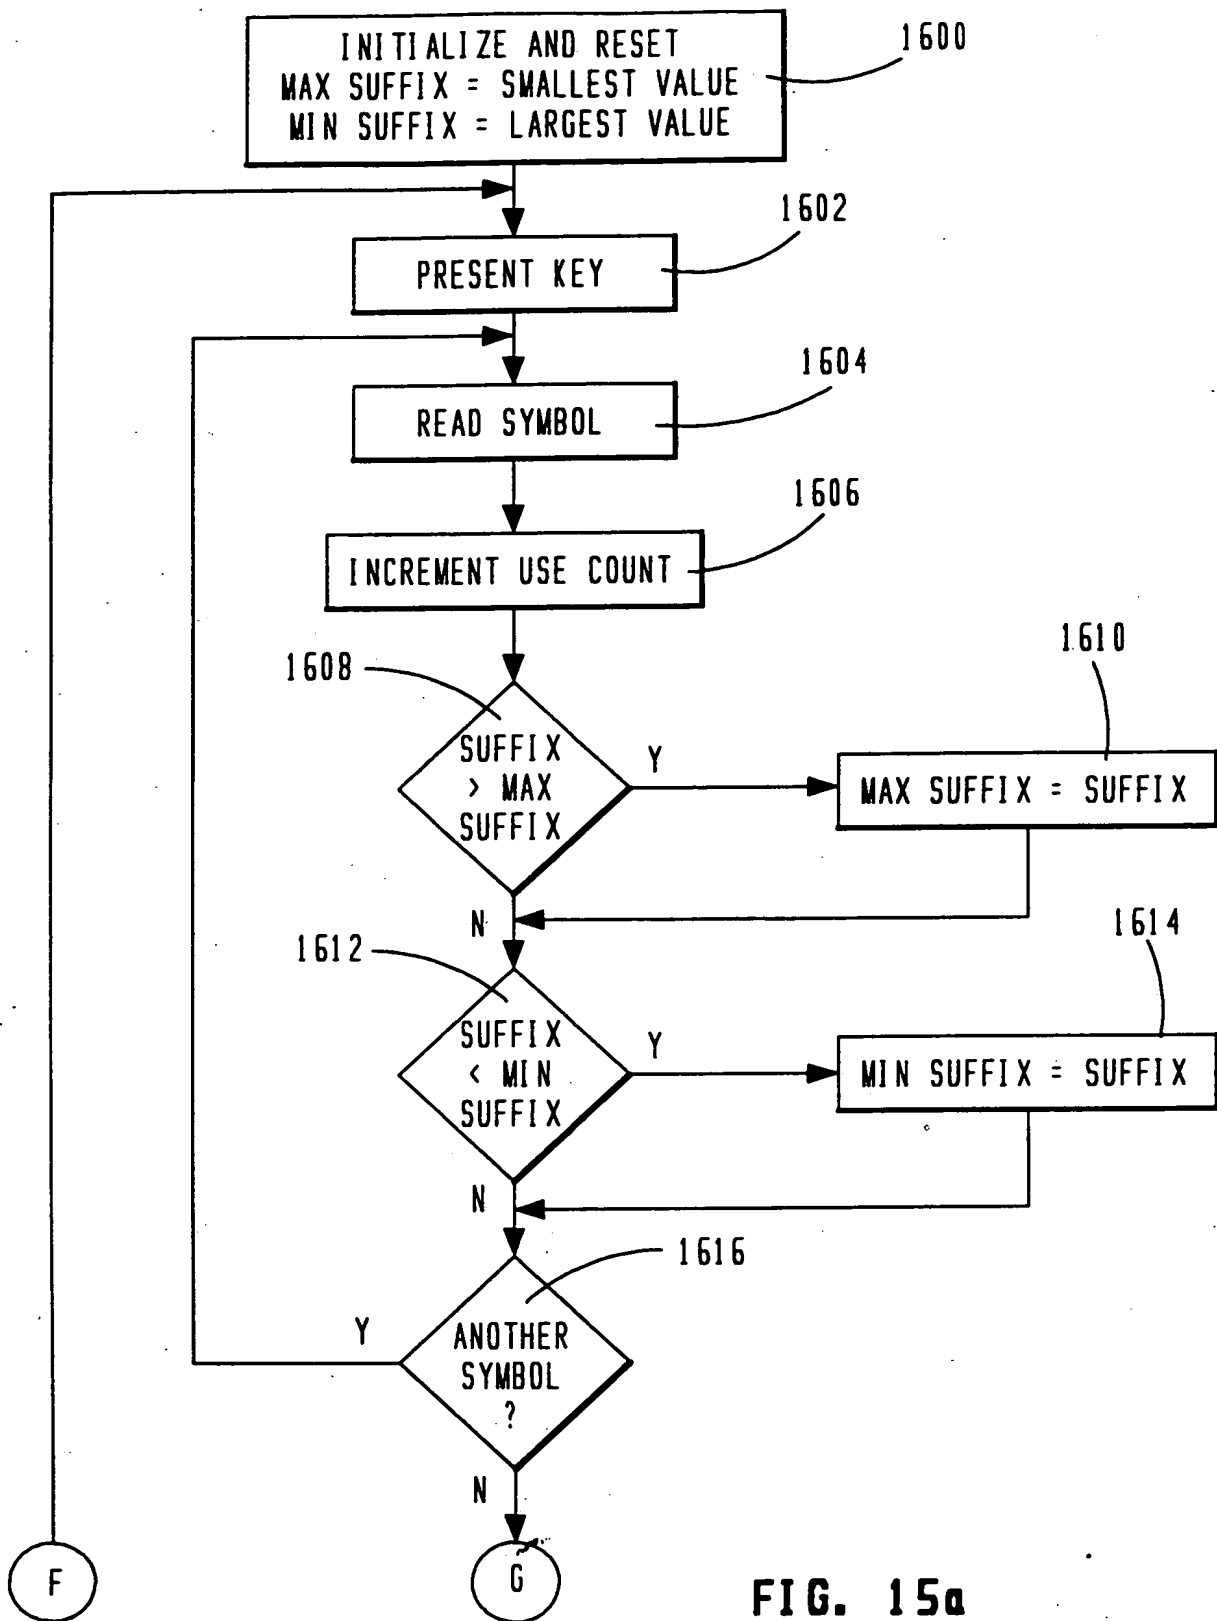 INITIALIZE AND RESET
MAX SUFFIX = SMALLEST VALUE
MIN SUFFIX = LARGEST VALUE
1600
1602
PRESENT KEY
1604
READ SYMBOL
1606
INCREMENT USE COUNT
1608
SUFFIX
> MAX
SUFFIX
Y
1610
MAX SUFFIX = SUFFIX
N
1612
SUFFIX
< MIN
SUFFIX
Y
1614
MIN SUFFIX = SUFFIX
N
1616
ANOTHER
SYMBOL
?
Y
N
F
G
FIG. 15a